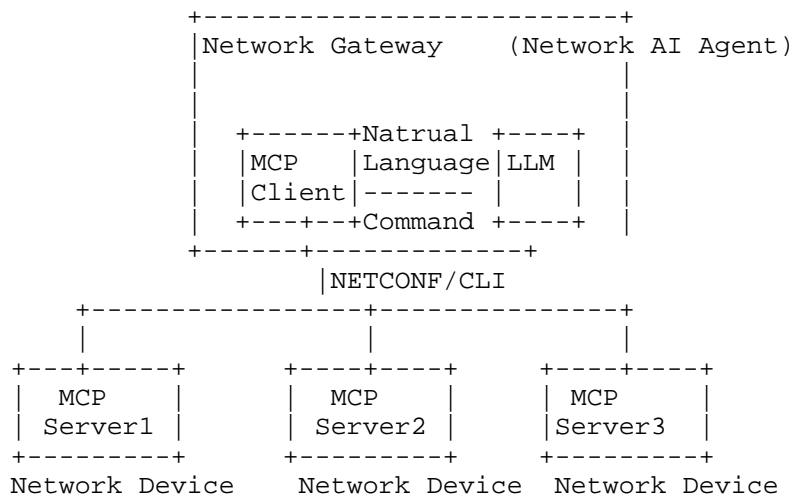 Network Gateway (Network AI Agent)
Natrual
MCP Language LLM
Client
Command
NETCONF/CLI
MCP MCP MCP
Server1 Server2 Server3
Network Device Network Device Network Device